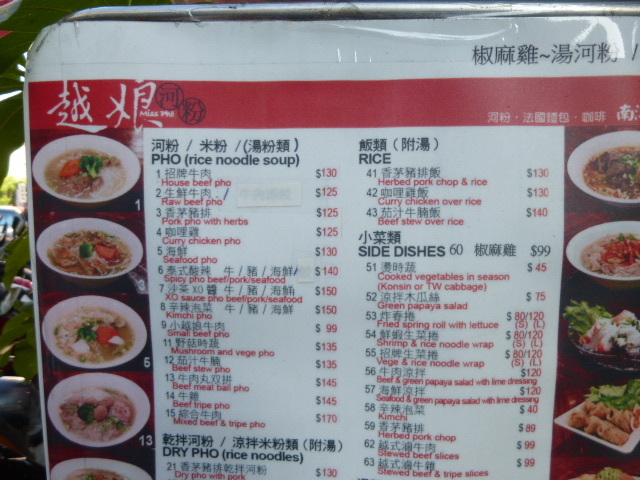 椒麻雞~湯河粉 /
越娘 河粉
Miss Pho
河粉．法國麵包．咖啡 南
河粉 / 米粉 /(湯粉類)
PHO (rice noodle soup)
1 招牌牛肉 $130
House beef pho
2 生鮮牛肉 / $125
Raw beef pho
3 香茅豬排 $125
Pork pho with herbs
4 咖哩雞 $125
Curry chicken pho
5 海鮮 $130
Seafood pho
6 泰式酸辣 牛 / 豬 / 海鮮 $140
Spicy pho beef/pork/seafood
7 沙茶 XO 醬 牛 / 豬 / 海鮮 $150
XO sauce pho beef/pork/seafood
8 辛辣泡菜 牛 / 豬 / 海鮮 $150
Kimchi pho
9 小越娘牛肉 $ 99
Small beef pho
11 野菇時蔬 $135
Mushroom and vege pho
12 茄汁牛腩 $135
Beef stew pho
13 牛肉丸双拼 $145
Beef meat ball pho
14 牛雜 $145
Beef tripe pho
15 綜合牛肉 $170
Mixed beef & tripe pho
乾拌河粉 / 涼拌米粉類 (附湯)
DRY PHO (rice noodles)
21 香茅豬排乾拌河粉 $130
Dry pho with pork
飯類 (附湯)
RICE
41 香茅豬排飯 $130
Herbed pork chop & rice
42 咖哩雞飯 $130
Curry chicken over rice
43 茄汁牛腩飯 $140
Beef stew over rice
小菜類
SIDE DISHES 60 椒麻雞 $99
51 燙時蔬 $ 45
Cooked vegetables in season
(Konsin or TW cabbage)
52 涼拌木瓜絲 $ 75
Green papaya salad
53 炸春捲 $ 80/120
Fried spring roll with lettuce (S) (L)
54 鮮蝦生菜捲 $ 80/120
Shrimp & rice noodle wrap (S) (L)
55 招牌生菜捲 $ 80/120
Vege & rice noodle wrap (S) (L)
56 牛肉涼拌 $120
Beef & green papaya salad with lime dressing
57 海鮮涼拌 $120
Seafood & green papaya salad with lime dressing
58 辛辣泡菜 $ 40
Kimchi
59 香茅豬排 $ 89
Herbed pork chop
62 越式滷牛肉 $ 99
Stewed beef slices
63 越式滷牛雜 $ 99
Stewed beef & tripe slices
1
3
5
13